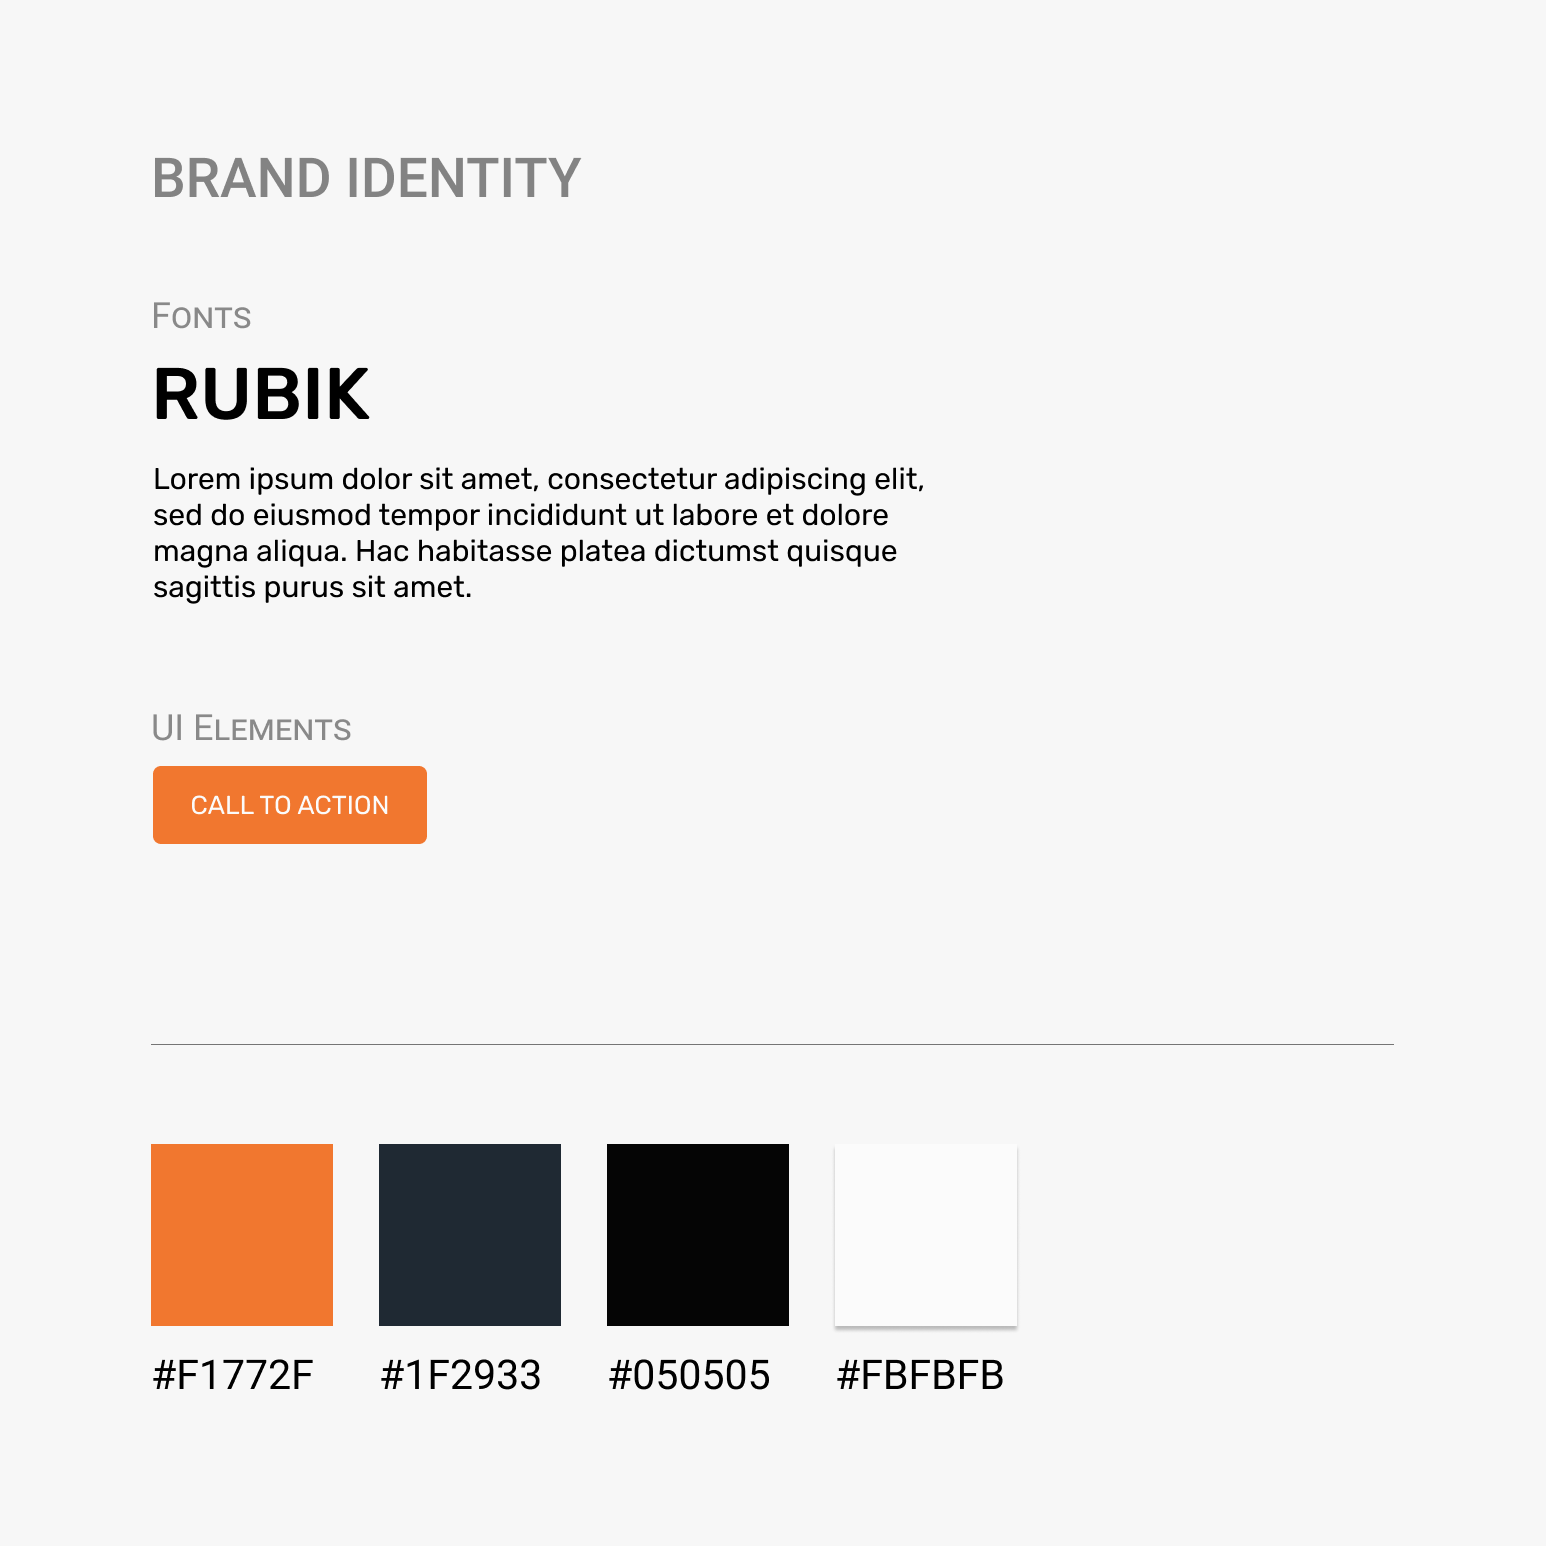 BRAND IDENTITY
Fonts
RUBIK
Lorem ipsum dolor sit amet, consectetur adipiscing elit,
sed do eiusmod tempor incididunt ut labore et dolore
magna aliqua. Hac habitasse platea dictumst quisque
sagittis purus sit amet.
UI Elements
CALL TO ACTION
#F1772F #1F2933 #050505 #FBFBFB